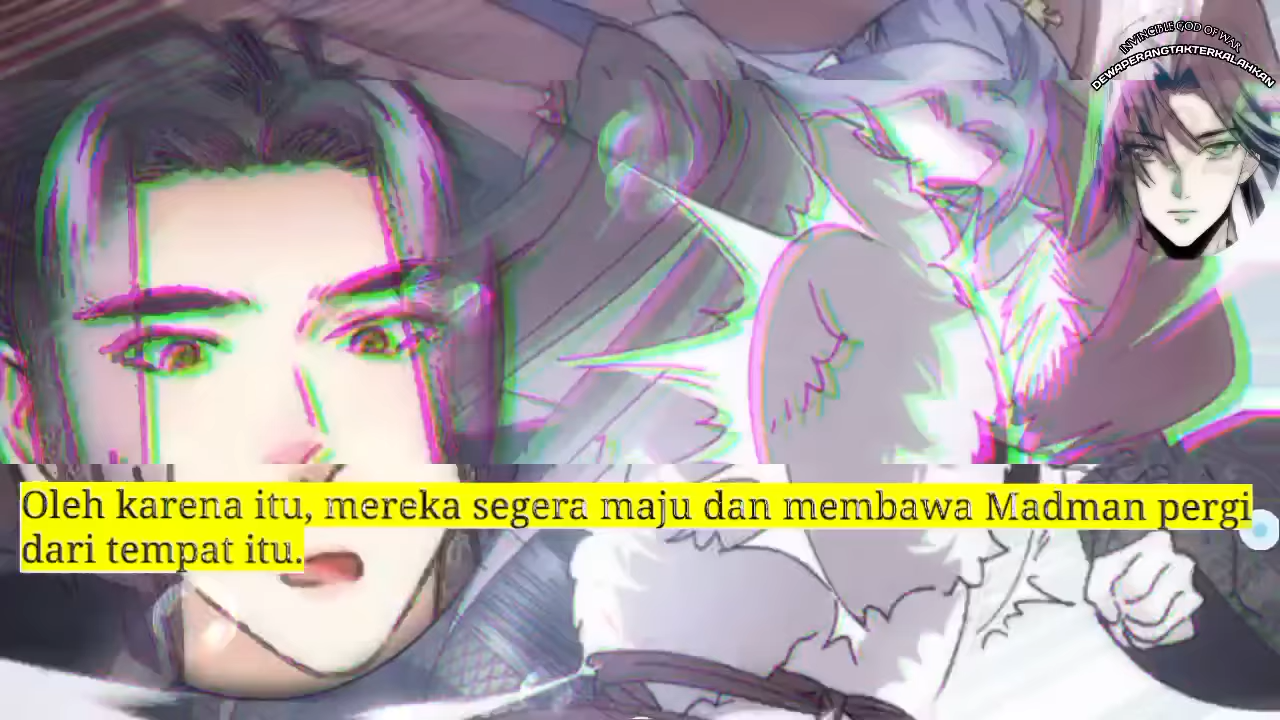 INVINCIBLE GOD OF WAR
DEWAPERANGTAKTERKALAHKAN
Oleh karena itu, mereka segera maju dan membawa Madman pergi
dari tempat itu.